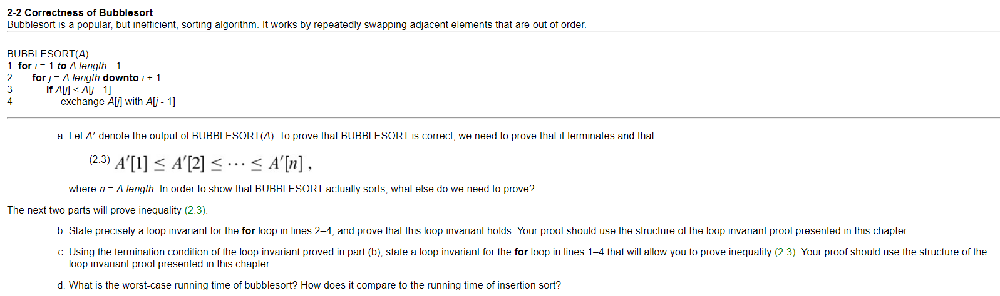 2-2 Correctness of Bubblesort
Bubblesort is a popular, but inefficient, sorting algorithm. It works by repeatedly swapping adjacent elements that are out of order.
BUBBLESORT(A)
1 for i = 1 to A.length - 1
2 for j = A.length downto i + 1
3 if A[j] < A[j - 1]
4 exchange A[j] with A[j - 1]
a. Let A′ denote the output of BUBBLESORT(A). To prove that BUBBLESORT is correct, we need to prove that it terminates and that
(2.3) A′[1] ≤ A′[2] ≤ ··· ≤ A′[n] ,
where n = A.length. In order to show that BUBBLESORT actually sorts, what else do we need to prove?
The next two parts will prove inequality (2.3).
b. State precisely a loop invariant for the for loop in lines 2–4, and prove that this loop invariant holds. Your proof should use the structure of the loop invariant proof presented in this chapter.
c. Using the termination condition of the loop invariant proved in part (b), state a loop invariant for the for loop in lines 1–4 that will allow you to prove inequality (2.3). Your proof should use the structure of the
loop invariant proof presented in this chapter.
d. What is the worst-case running time of bubblesort? How does it compare to the running time of insertion sort?